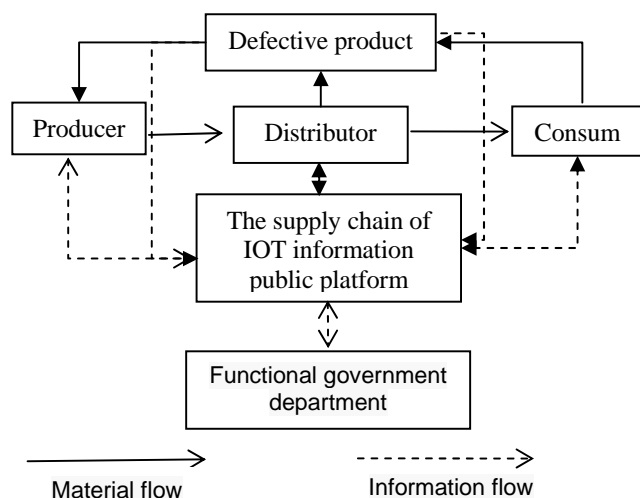 Defective product
Producer
Distributor
Consum
The supply chain of
IOT information
public platform
Functional government
department
Material flow
Information flow